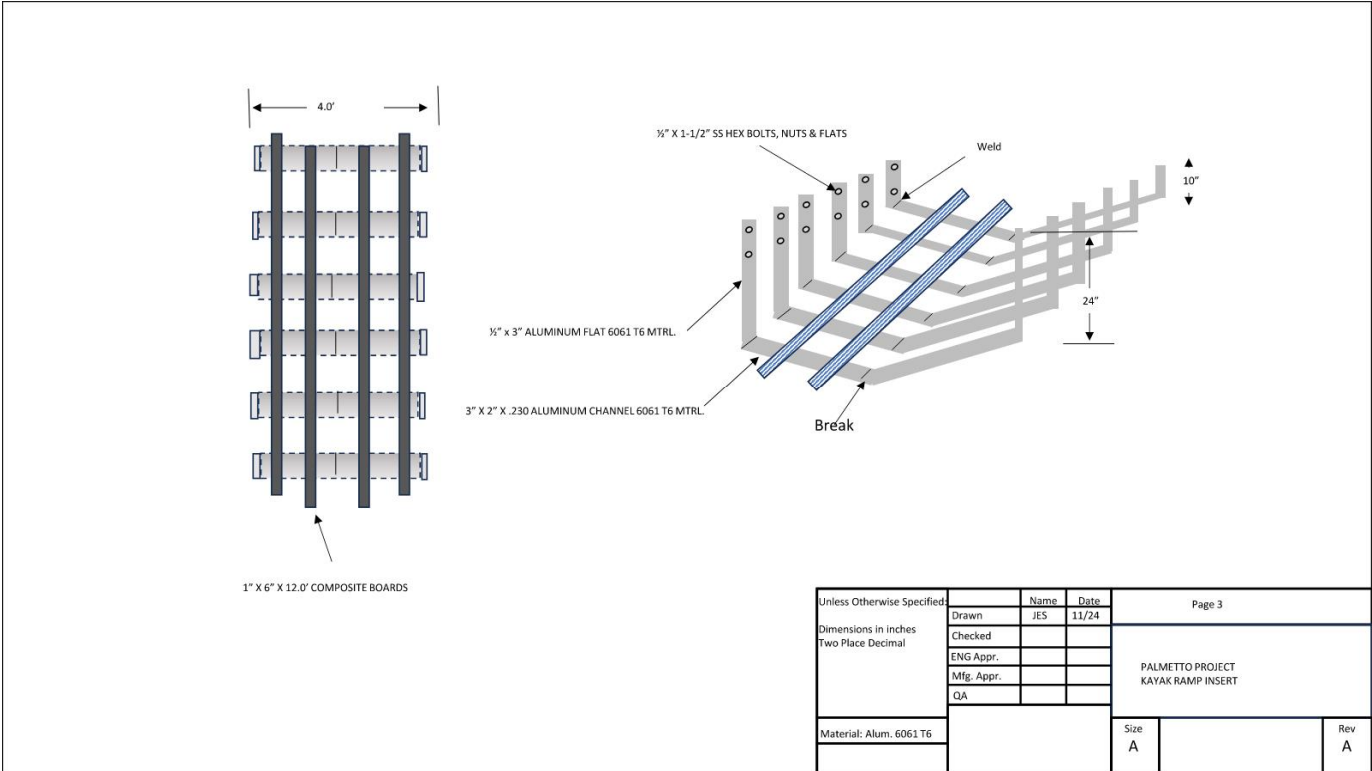 4.0'
1” X 6” X 12.0’ COMPOSITE BOARDS
½” X 1-1/2” SS HEX BOLTS, NUTS & FLATS
Weld
10”
24”
½” x 3” ALUMINUM FLAT 6061 T6 MTRL.
3” X 2” X .230 ALUMINUM CHANNEL 6061 T6 MTRL.
Break
Unless Otherwise Specified:
Dimensions in inches
Two Place Decimal
Material: Alum. 6061 T6
Name Date
Drawn JES 11/24
Checked
ENG Appr.
Mfg. Appr.
QA
Page 3
PALMETTO PROJECT
KAYAK RAMP INSERT
Size
A
Rev
A